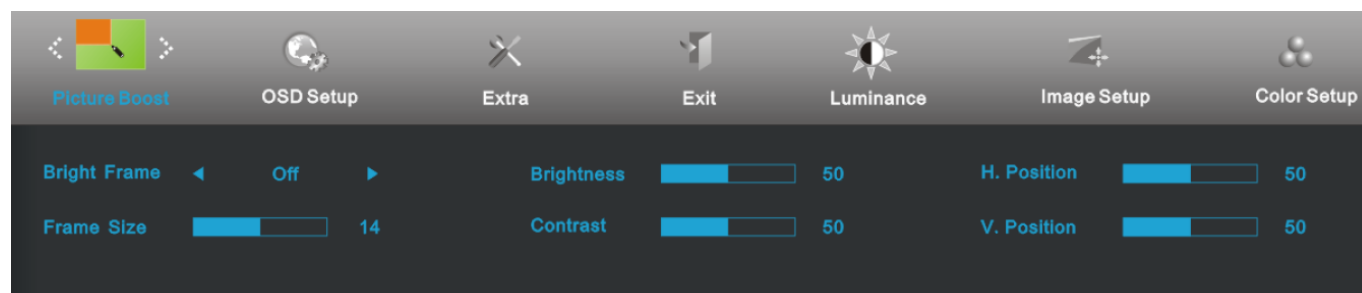 Picture Boost OSD Setup Extra Exit Luminance Image Setup Color Setup
Bright Frame Off Brightness 50 H. Position 50
Frame Size 14 Contrast 50 V. Position 50